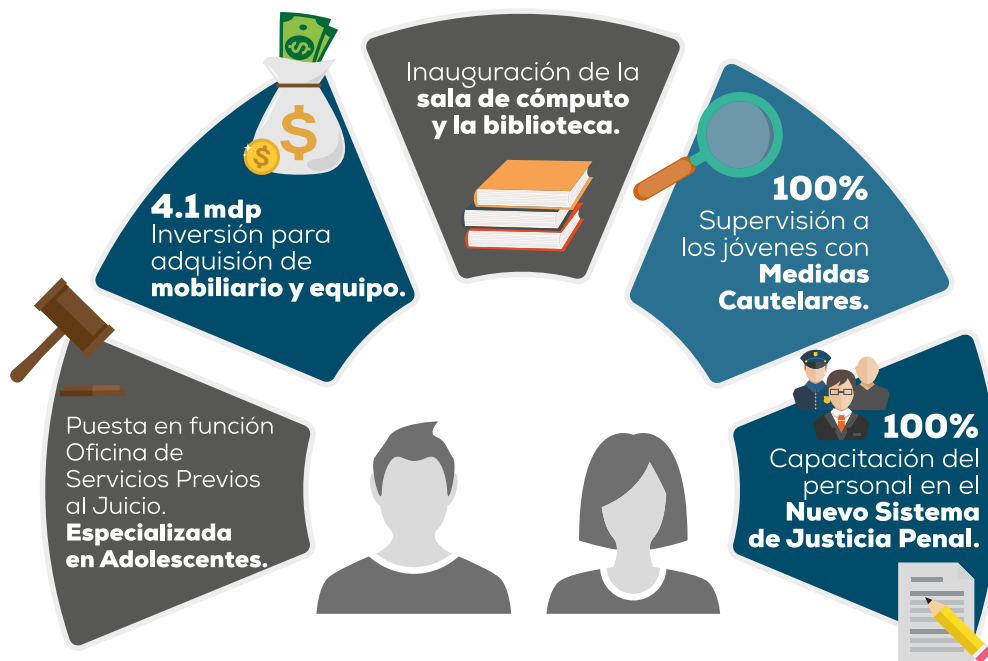 Puesta en función
Oficina de
Servicios Previos
al Juicio.
Especializada
en Adolescentes.
$
$
$
4.1 mdp
Inversión para
adquisión de
mobiliario y equipo.
Inauguración de la
sala de cómputo
y la biblioteca.
100%
Supervisión a
los jóvenes con
Medidas
Cautelares.
100%
Capacitación del
personal en el
Nuevo Sistema
de Justicia Penal.